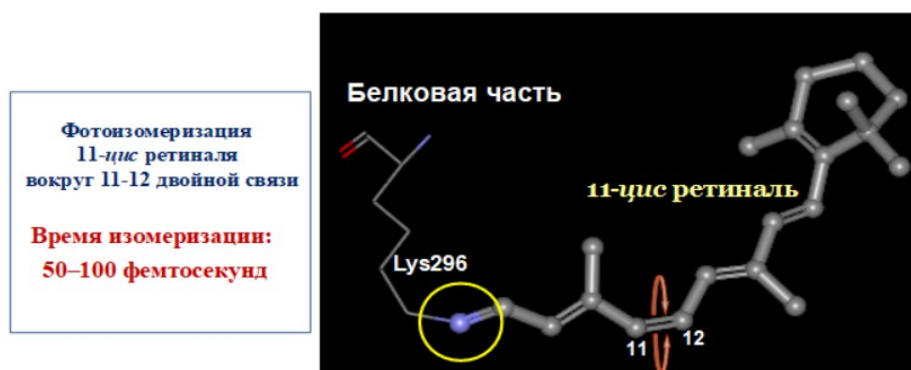 Фотоизомеризация
11-цис ретиналя
вокруг 11-12 двойной связи
Время изомеризации:
50–100 фемтосекунд
Белковая часть
11-цис ретиналь
Lys296
11
12